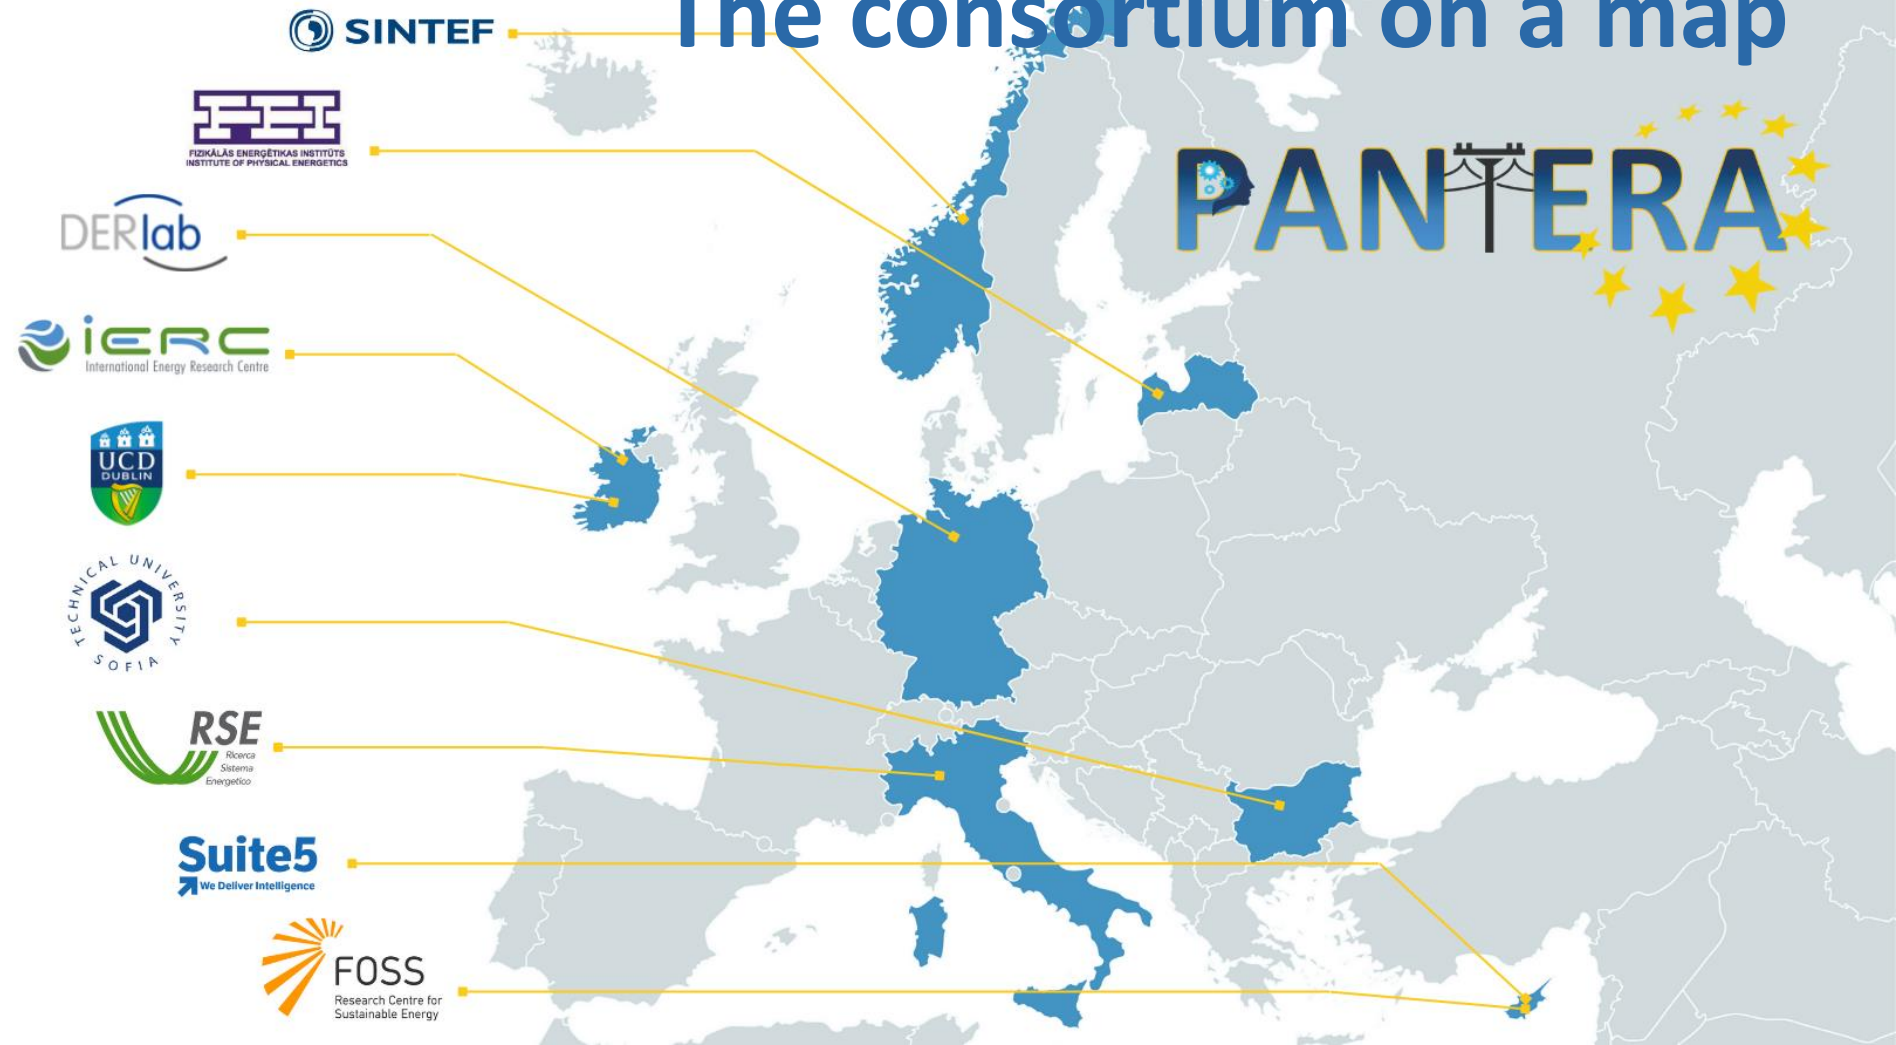 The consortium on a map
SINTEF
FEI
FIZIKĀLĀS ENERĢĒTIKAS INSTITŪTS
INSTITUTE OF PHYSICAL ENERGETICS
PANTERA
DERlab
iERC
International Energy Research Centre
UCD
DUBLIN
TECHNICAL UNIVERSITY
SOFIA
RSE
Ricerca
Sistema
Energetico
Suite5
We Deliver Intelligence
FOSS
Research Centre for
Sustainable Energy